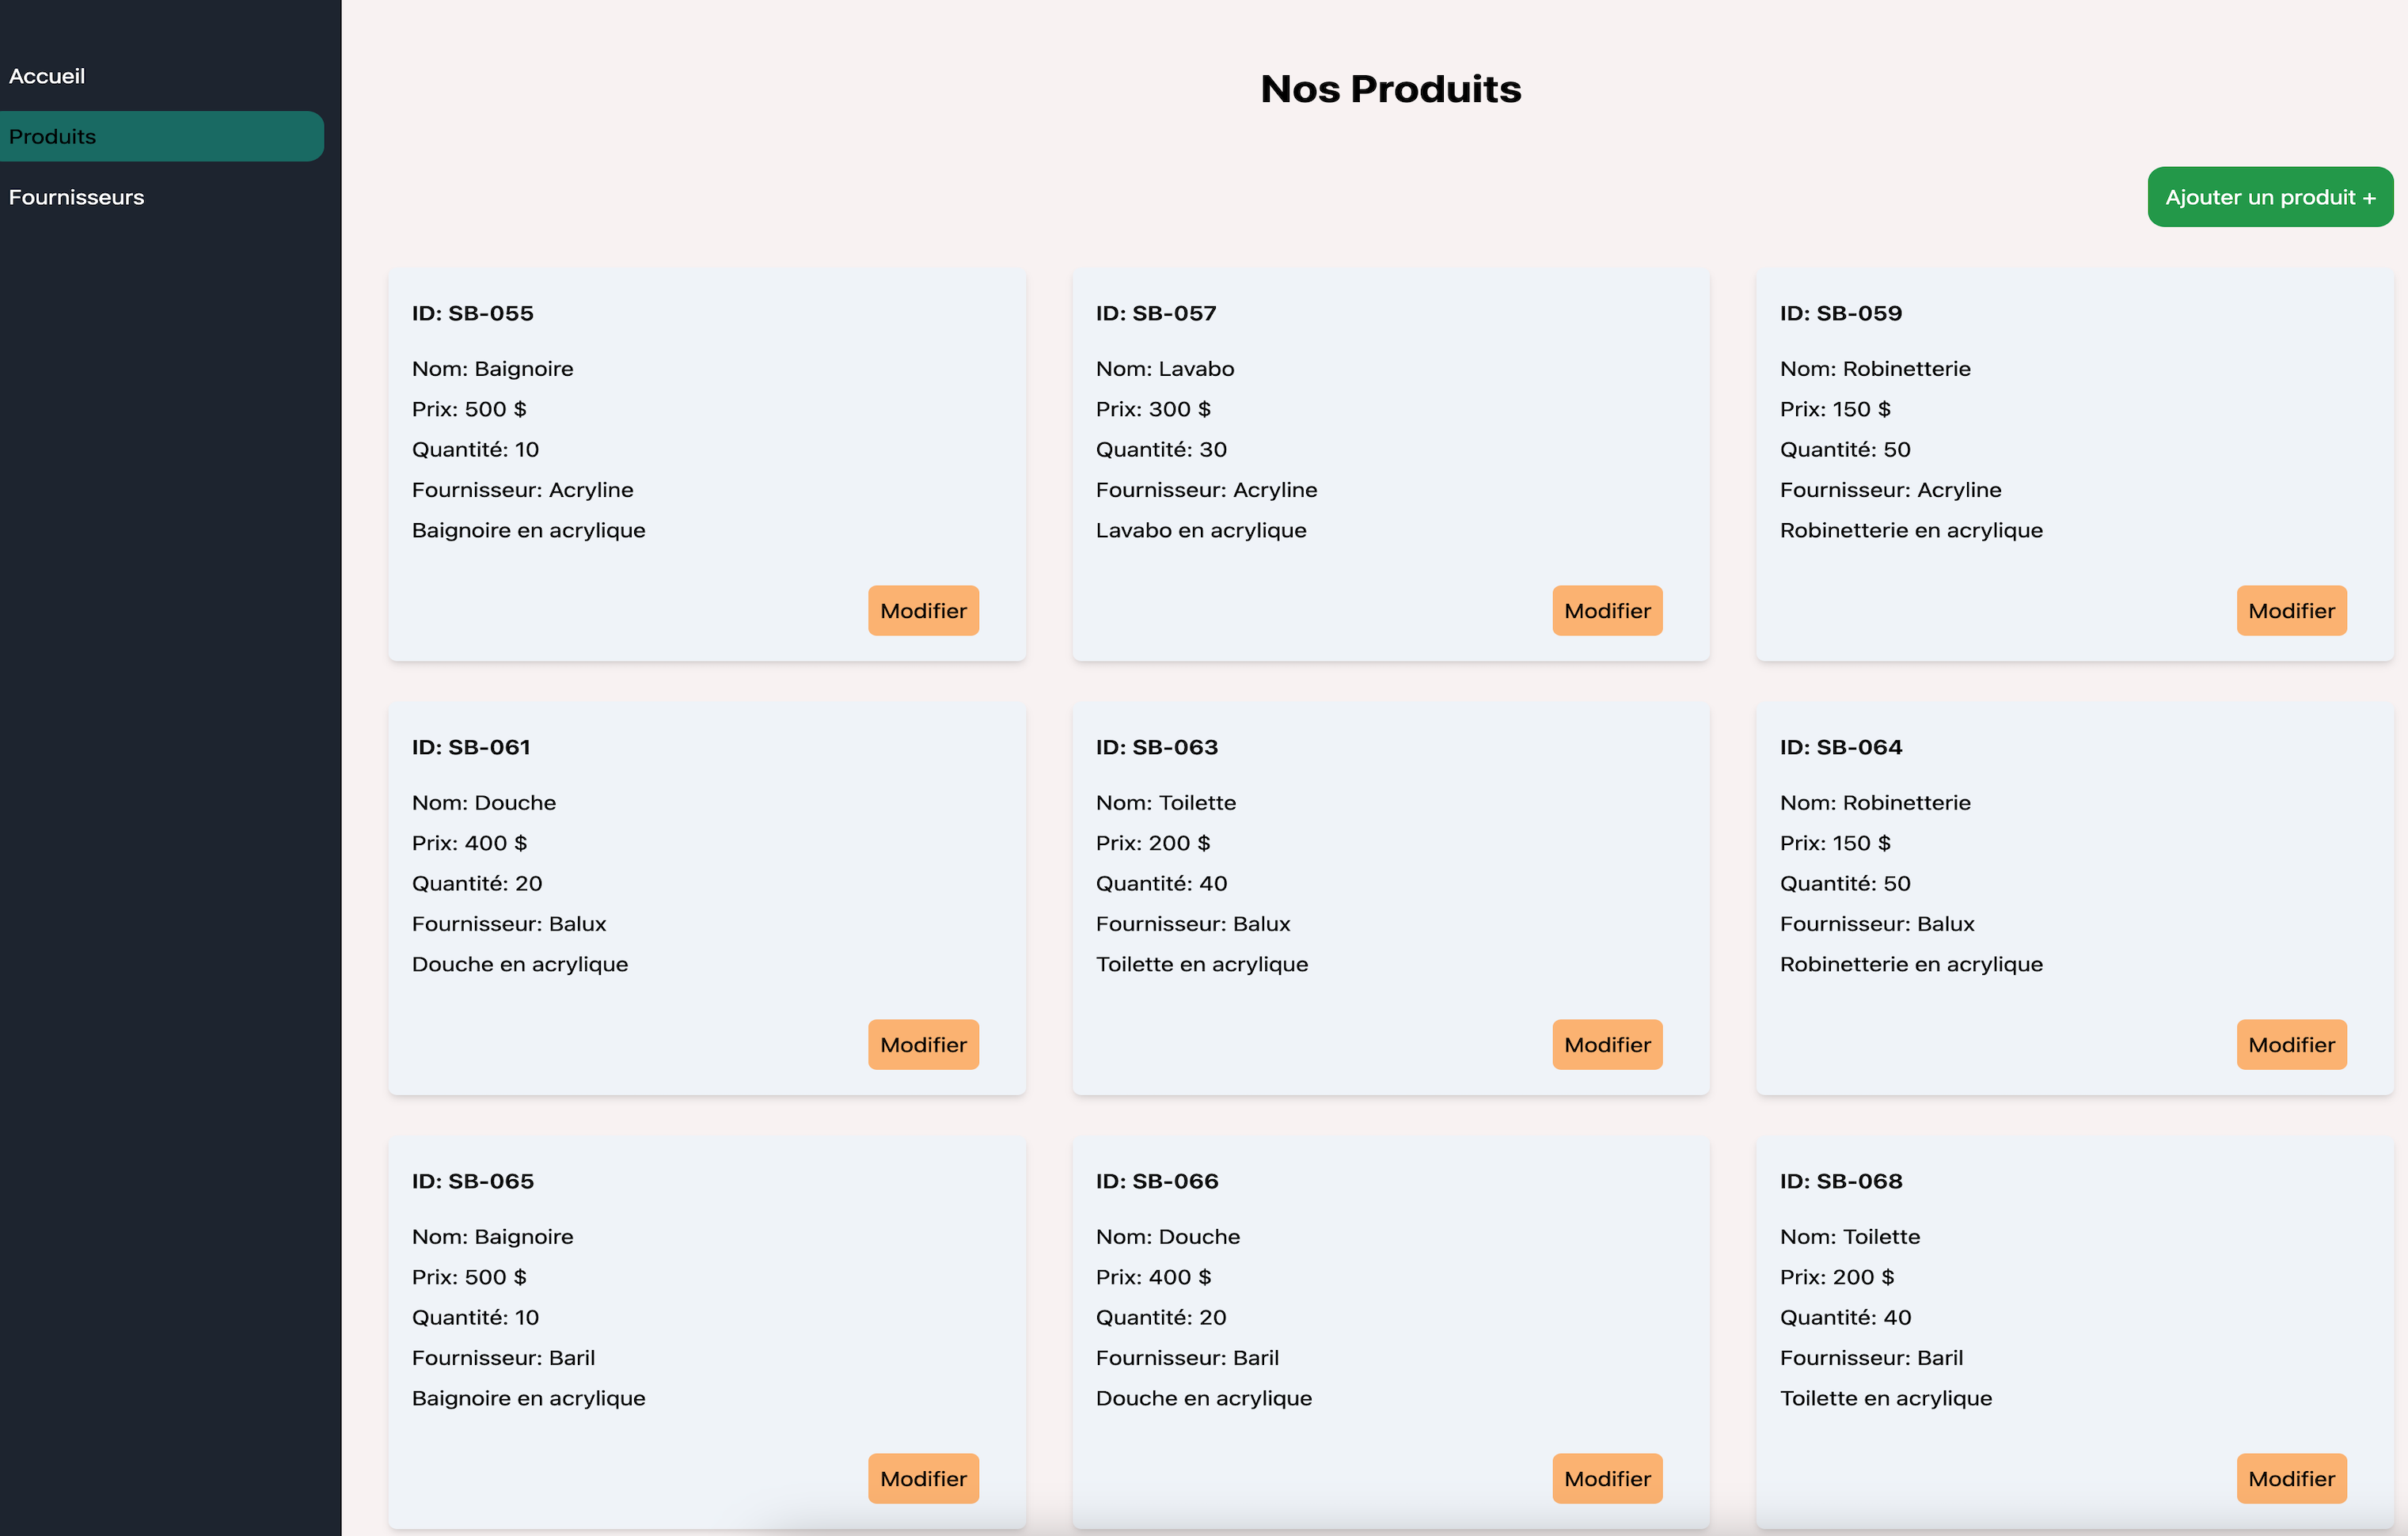 Accueil
Produits
Fournisseurs
Nos Produits
Ajouter un produit +
ID: SB-055
Nom: Baignoire
Prix: 500 $
Quantité: 10
Fournisseur: Acryline
Baignoire en acrylique
Modifier
ID: SB-057
Nom: Lavabo
Prix: 300 $
Quantité: 30
Fournisseur: Acryline
Lavabo en acrylique
Modifier
ID: SB-059
Nom: Robinetterie
Prix: 150 $
Quantité: 50
Fournisseur: Acryline
Robinetterie en acrylique
Modifier
ID: SB-061
Nom: Douche
Prix: 400 $
Quantité: 20
Fournisseur: Balux
Douche en acrylique
Modifier
ID: SB-063
Nom: Toilette
Prix: 200 $
Quantité: 40
Fournisseur: Balux
Toilette en acrylique
Modifier
ID: SB-064
Nom: Robinetterie
Prix: 150 $
Quantité: 50
Fournisseur: Balux
Robinetterie en acrylique
Modifier
ID: SB-065
Nom: Baignoire
Prix: 500 $
Quantité: 10
Fournisseur: Baril
Baignoire en acrylique
Modifier
ID: SB-066
Nom: Douche
Prix: 400 $
Quantité: 20
Fournisseur: Baril
Douche en acrylique
Modifier
ID: SB-068
Nom: Toilette
Prix: 200 $
Quantité: 40
Fournisseur: Baril
Toilette en acrylique
Modifier